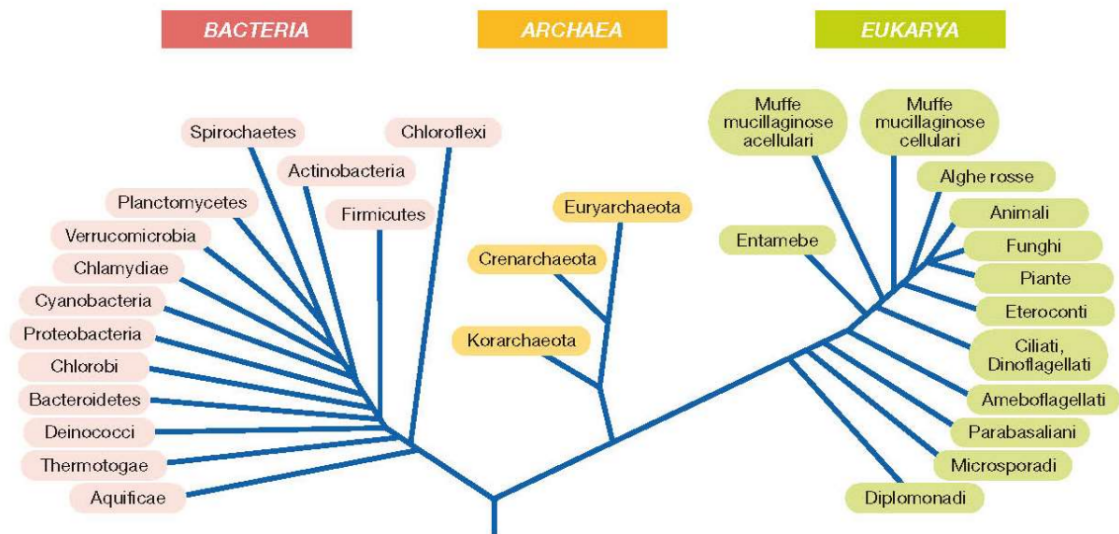 BACTERIA
ARCHAEA
EUKARYA
Spirochaetes
Chloroflexi
Actinobacteria
Planctomycetes
Firmicutes
Verrucomicrobia
Chlamydiae
Cyanobacteria
Proteobacteria
Chlorobi
Bacteroidetes
Deinococci
Thermotogae
Aquificae
Euryarchaeota
Crenarchaeota
Korarchaeota
Muffe
mucillaginose
acellulari
Muffe
mucillaginose
cellulari
Entamebe
Alghe rosse
Animali
Funghi
Piante
Eteroconti
Ciliati,
Dinoflagellati
Ameboflagellati
Parabasaliani
Microsporadi
Diplomonadi